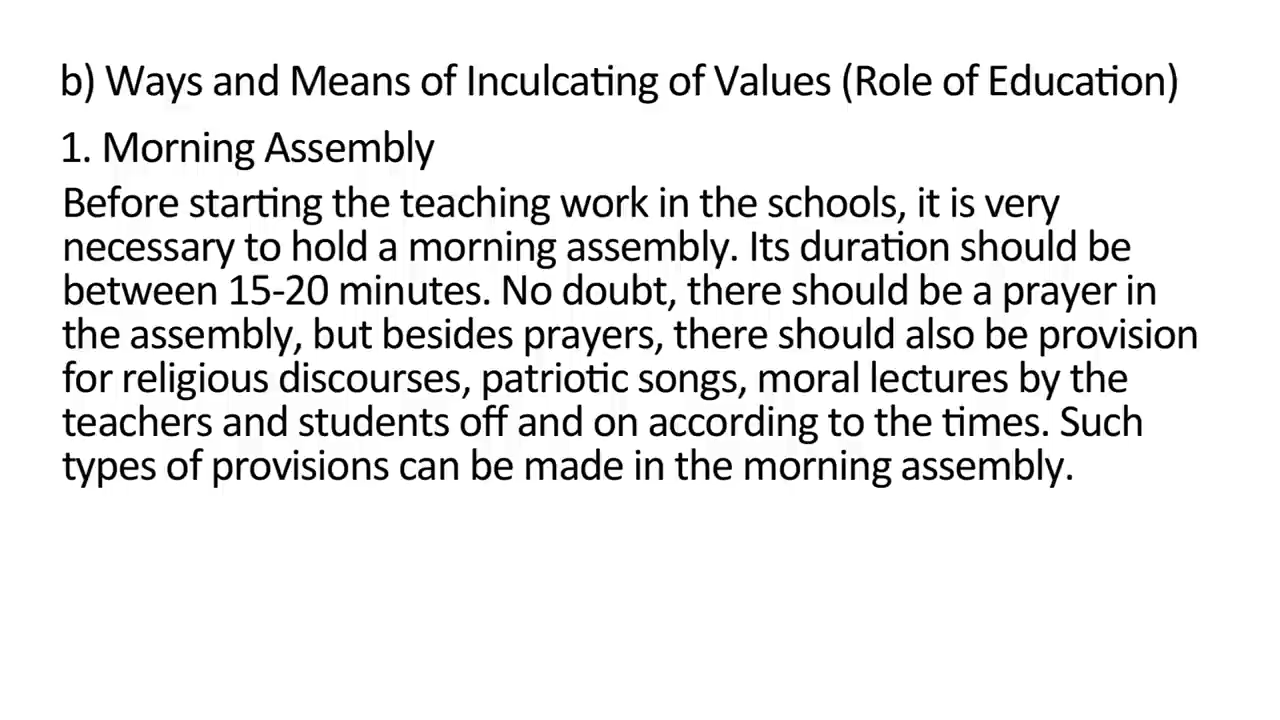 b) Ways and Means of Inculcating of Values (Role of Education)
1. Morning Assembly
Before starting the teaching work in the schools, it is very
necessary to hold a morning assembly. Its duration should be
between 15-20 minutes. No doubt, there should be a prayer in
the assembly, but besides prayers, there should also be provision
for religious discourses, patriotic songs, moral lectures by the
teachers and students off and on according to the times. Such
types of provisions can be made in the morning assembly.